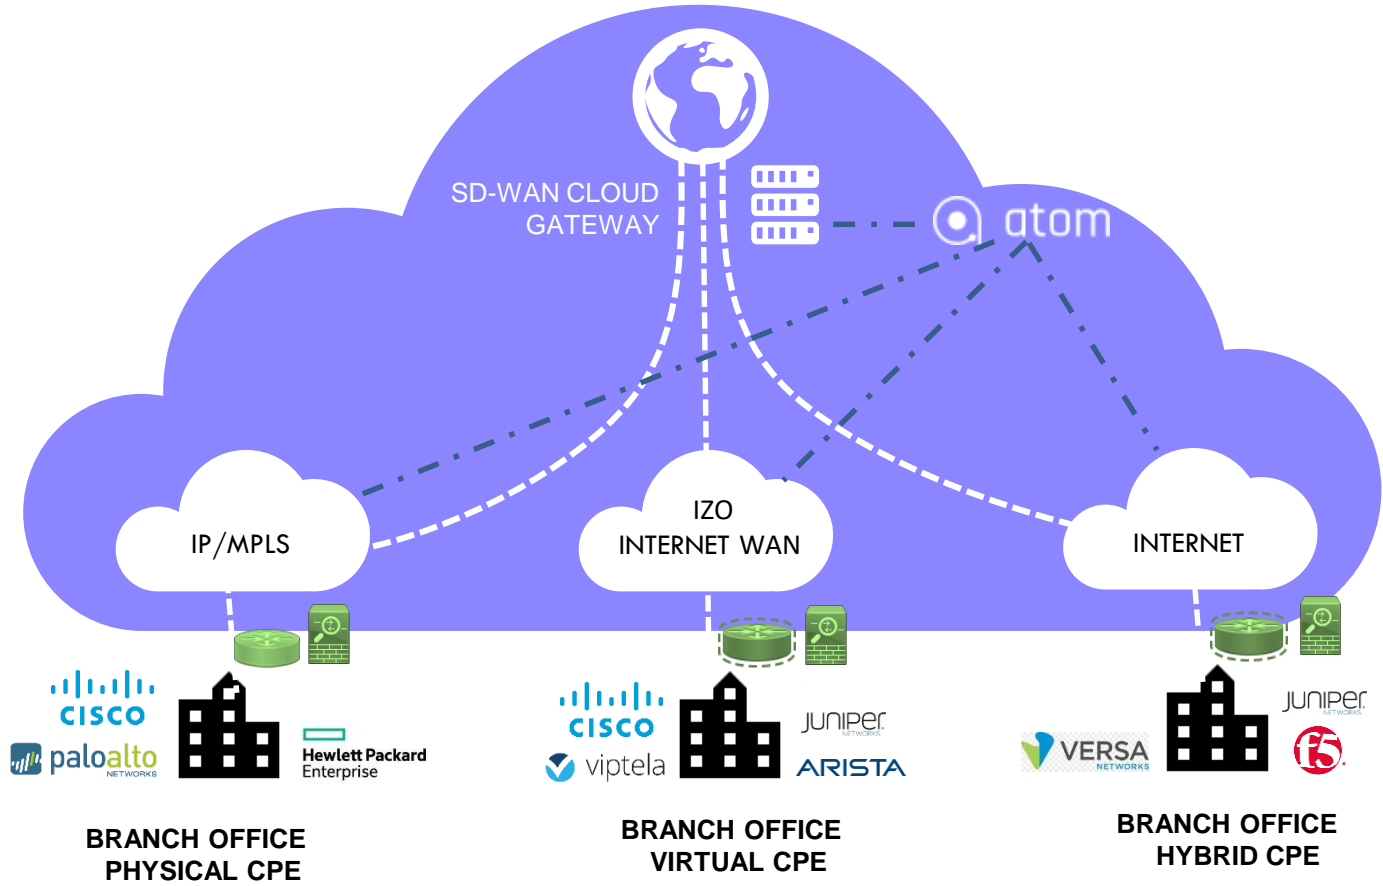 SD-WAN CLOUD
GATEWAY
atom
IP/MPLS
IZO
INTERNET WAN
INTERNET
CISCO
paloalto
NETWORKS
Hewlett Packard
Enterprise
CISCO
viptela
JUNIPER
NETWORKS
ARISTA
VERSA
NETWORKS
JUNIPER
NETWORKS
f5
BRANCH OFFICE
PHYSICAL CPE
BRANCH OFFICE
VIRTUAL CPE
BRANCH OFFICE
HYBRID CPE